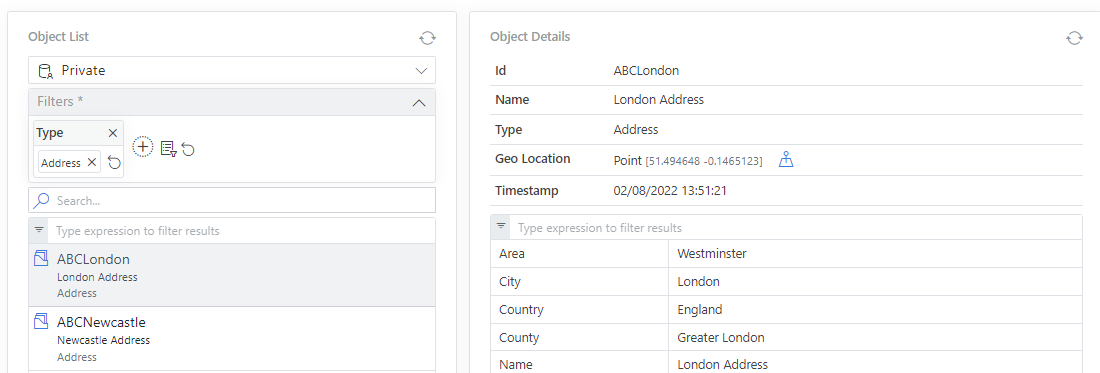 Object List
Private
Filters *
Type
Address
Search...
Type expression to filter results
ABCLondon
London Address
Address
ABCNewcastle
Newcastle Address
Address
Object Details
Id ABCLondon
Name London Address
Type Address
Geo Location Point [51.494648 -0.1465123]
Timestamp 02/08/2022 13:51:21
Type expression to filter results
Area Westminster
City London
Country England
County Greater London
Name London Address